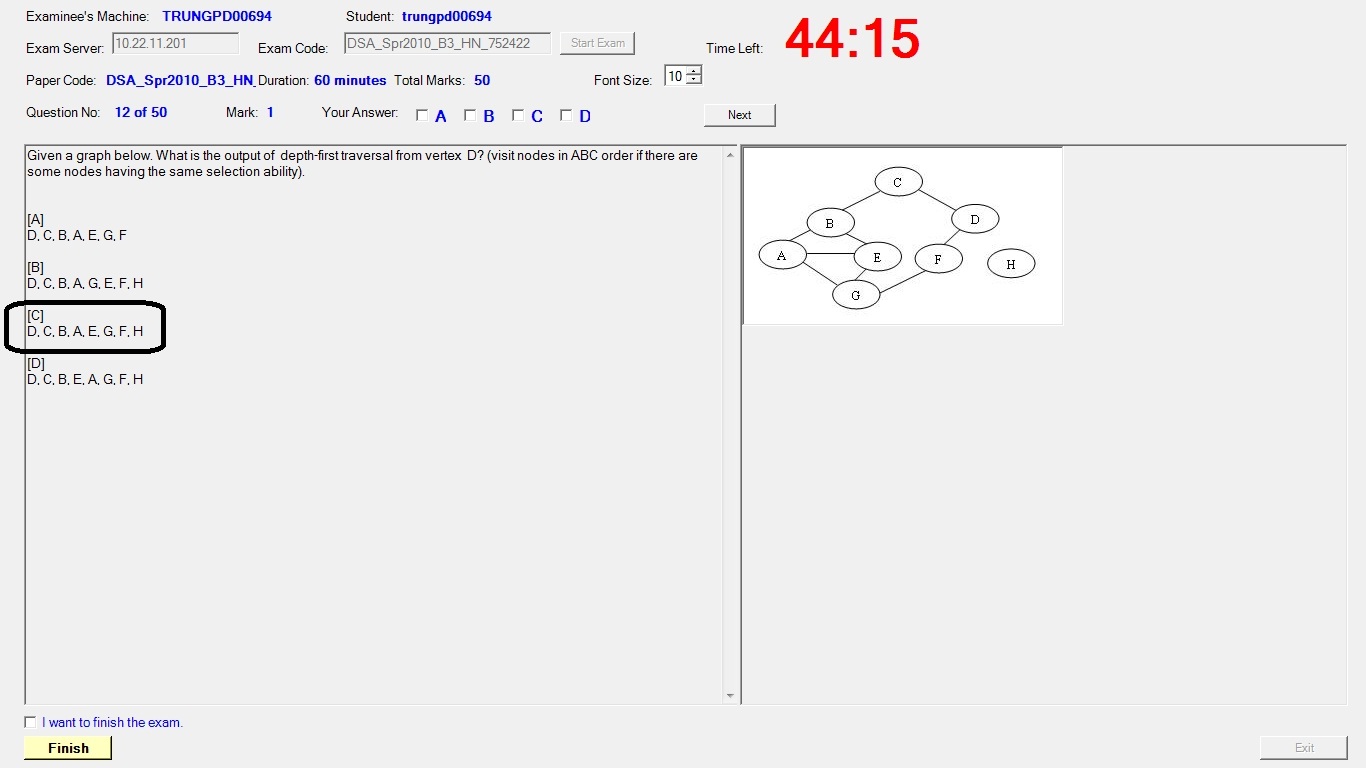 Examinee's Machine: TRUNGPD00694 Student: trungpd00694
Exam Server: 10.22.11.201 Exam Code: DSA_Spr2010_B3_HN_752422 Start Exam Time Left: 44:15
Paper Code: DSA_Spr2010_B3_HN_ Duration: 60 minutes Total Marks: 50 Font Size: 10
Question No: 12 of 50 Mark: 1 Your Answer: A B C D Next
Given a graph below. What is the output of depth-first traversal from vertex D? (visit nodes in ABC order if there are
some nodes having the same selection ability).
[A]
D, C, B, A, E, G, F
[B]
D, C, B, A, G, E, F, H
[C]
D, C, B, A, E, G, F, H
[D]
D, C, B, E, A, G, F, H
C
B D
A E F H
G
I want to finish the exam.
Finish Exit